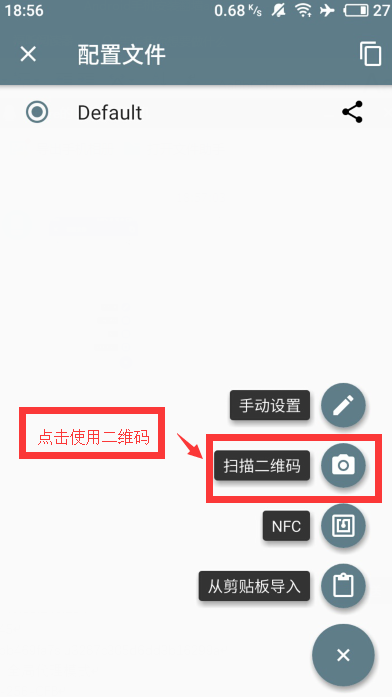 18:56
0.68 K/s
27
配置文件
Default
手动设置
点击使用二维码
扫描二维码
NFC
从剪贴板导入